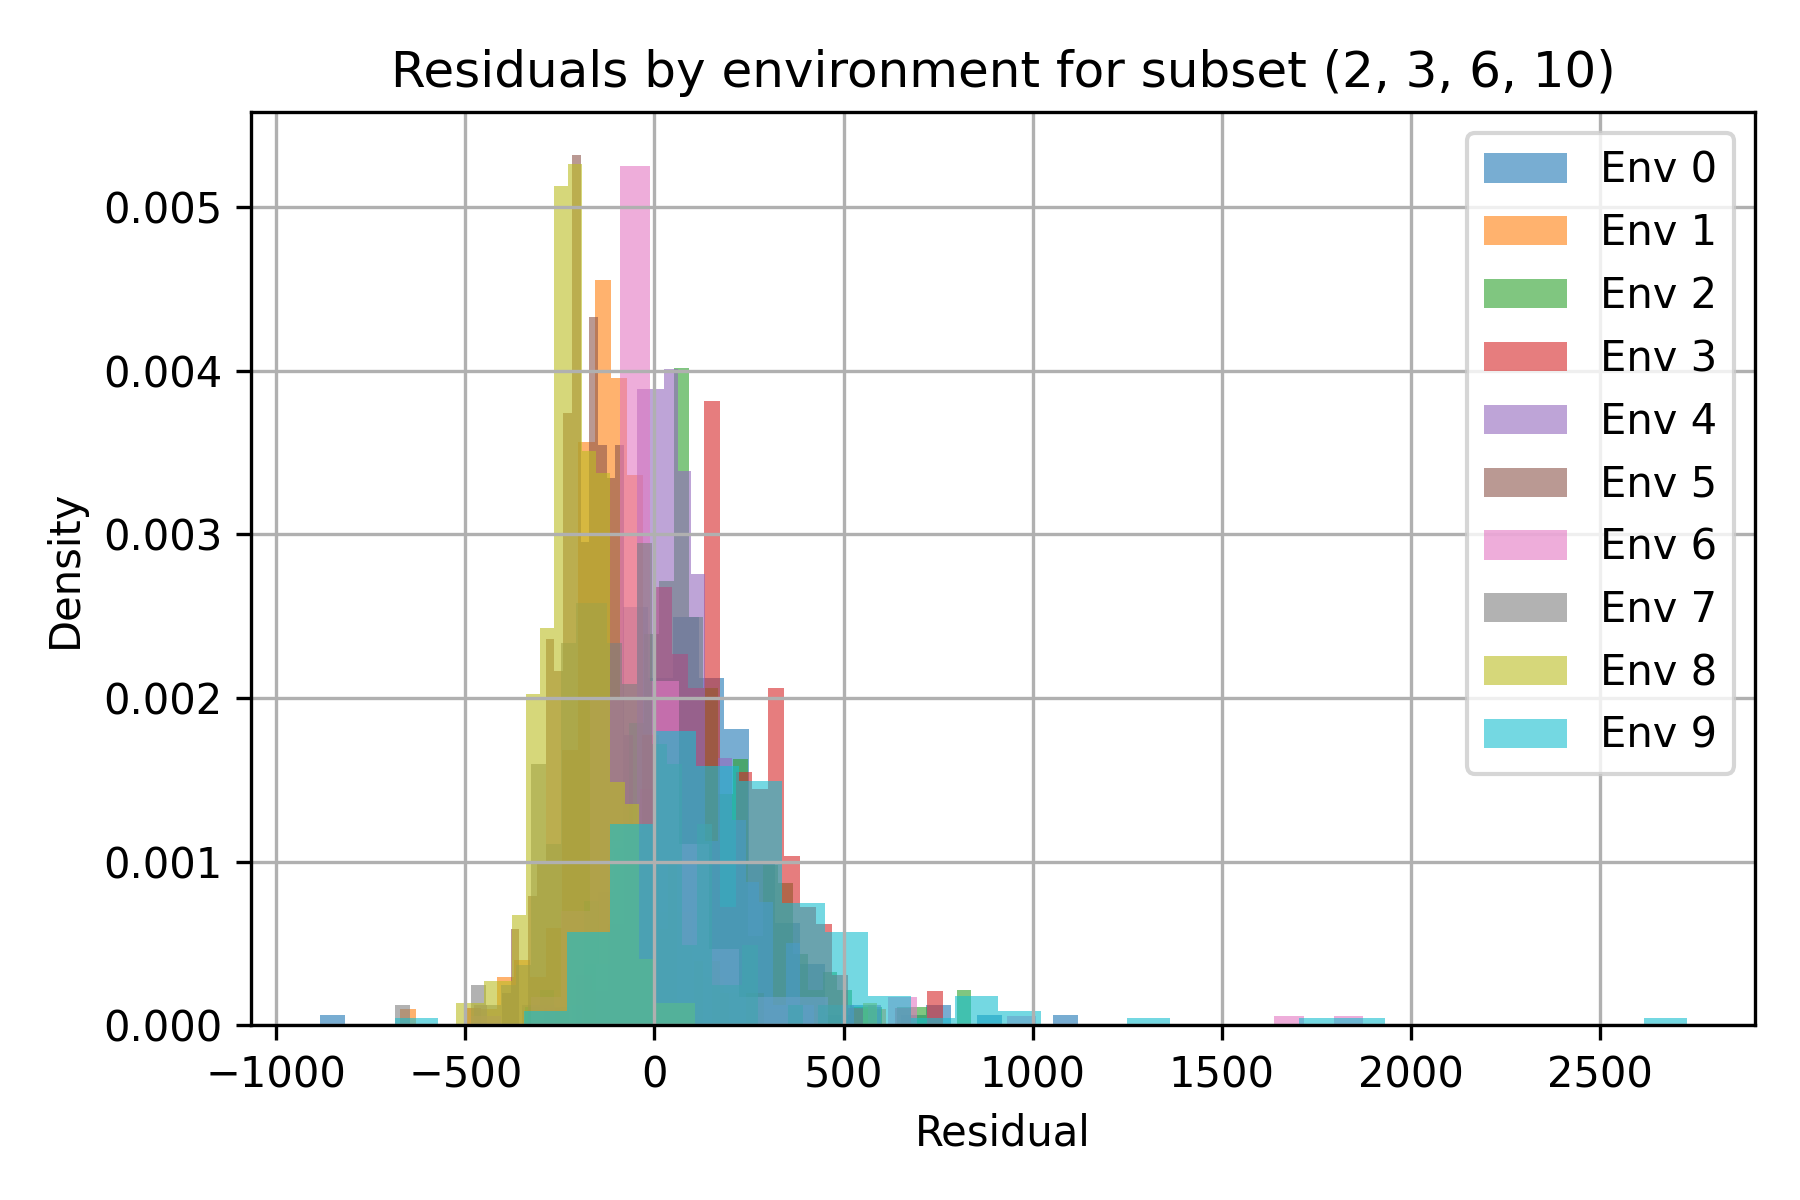 Residuals by environment for subset (2, 3, 6, 10)
Density
0.005
0.004
0.003
0.002
0.001
0.000
−1000
−500
0
500
1000
1500
2000
2500
Residual
Env 0
Env 1
Env 2
Env 3
Env 4
Env 5
Env 6
Env 7
Env 8
Env 9